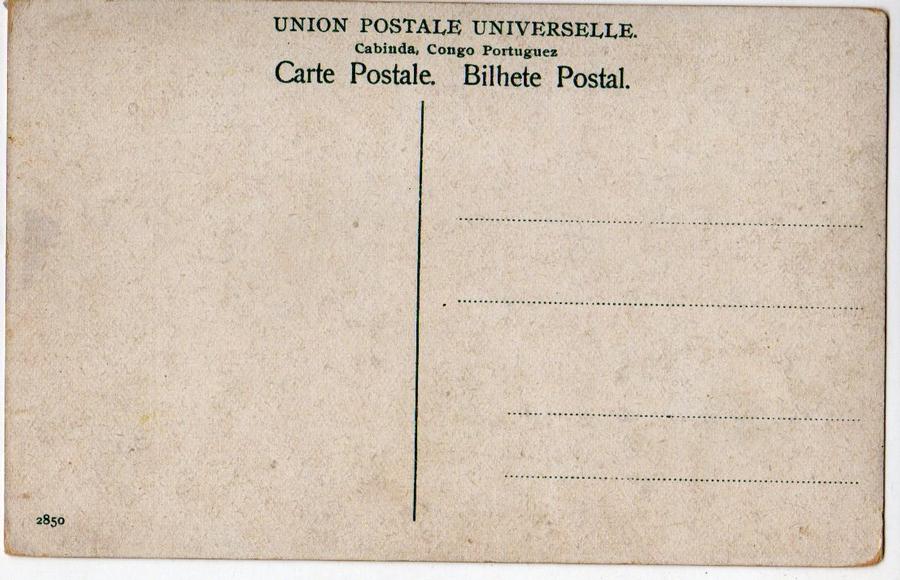 UNION POSTALE UNIVERSELLE.
Cabinda, Congo Portuguez
Carte Postale. Bilhete Postal.
2850